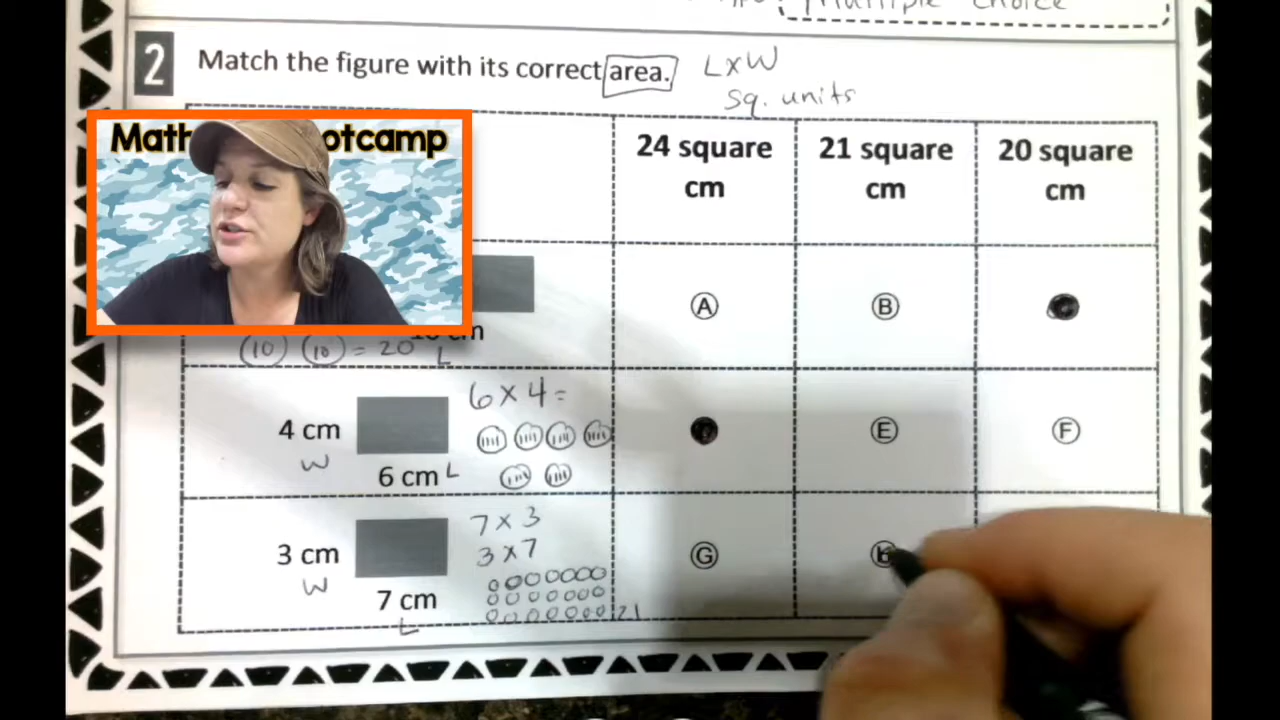 multiple choice
2 Match the figure with its correct area. L x W
sq. units
Math
24 square cm
21 square cm
20 square cm
A
B
cm
10 10 = 20 L
6 x 4 =
4 cm
W
6 cm L
E
F
7 x 3
3 x 7
3 cm
W
7 cm
L
21
G